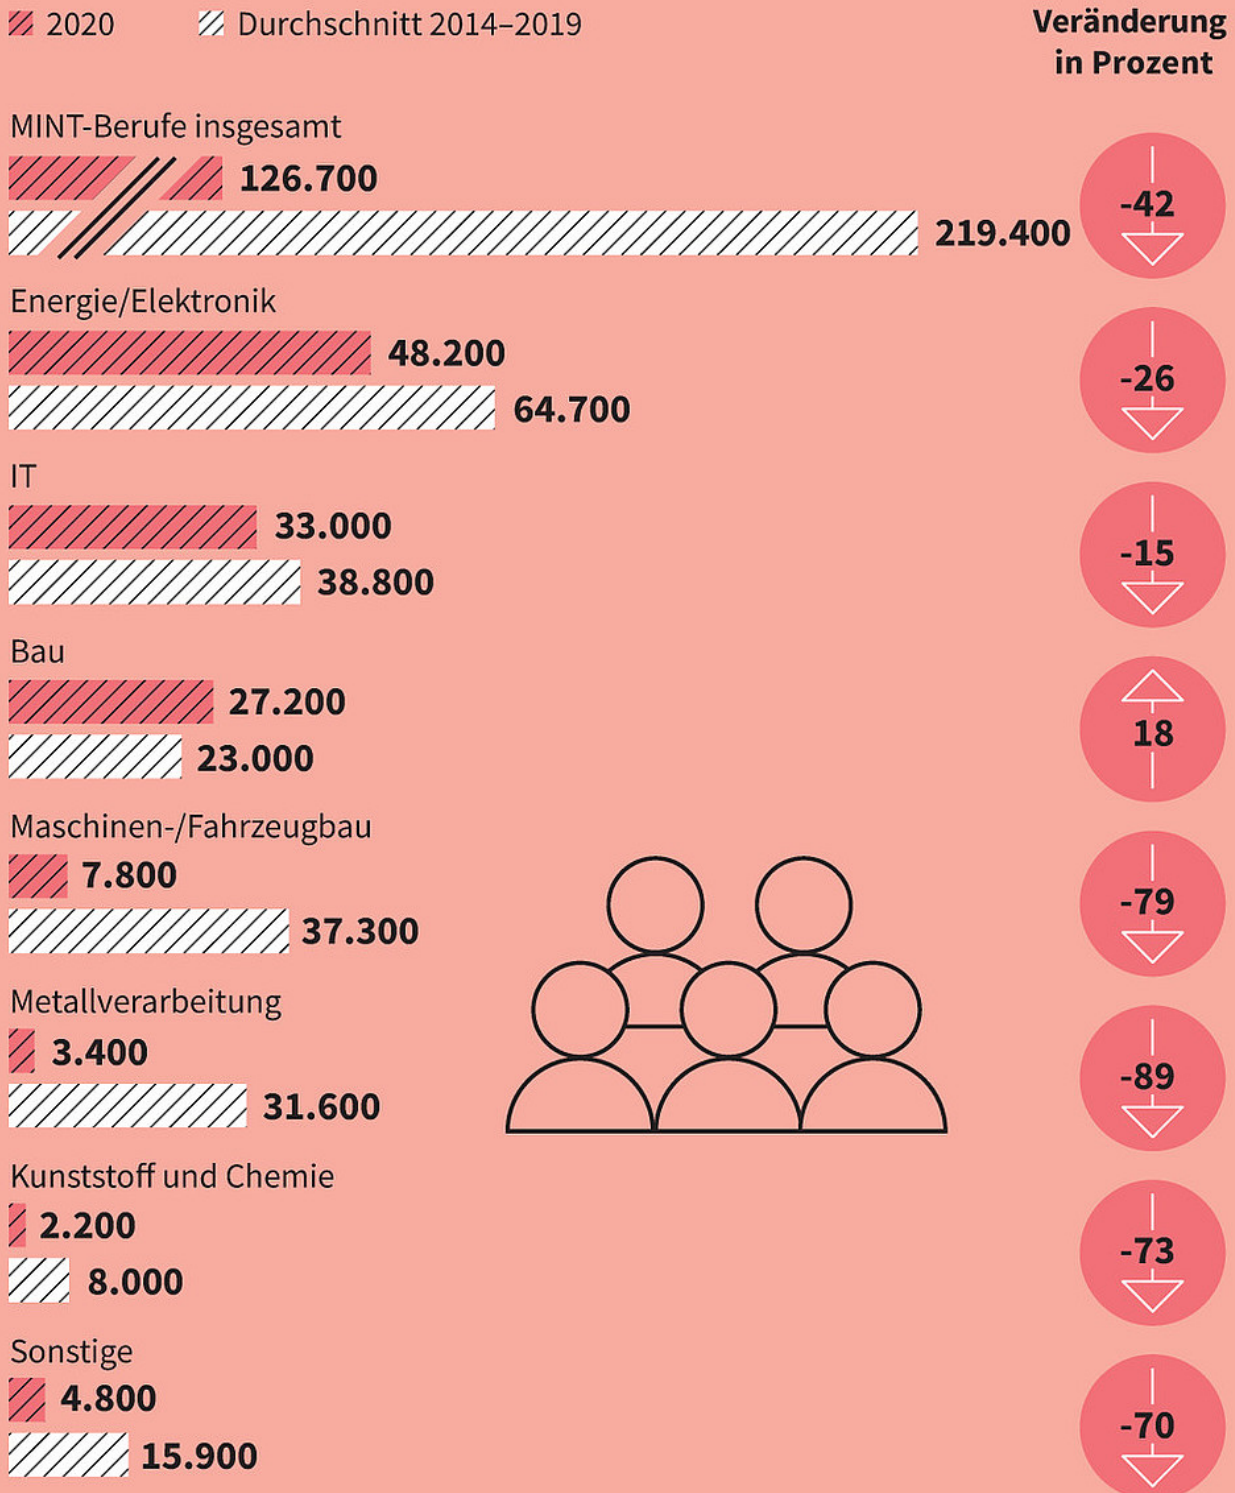 2020
Durchschnitt 2014–2019
Veränderung
in Prozent
MINT-Berufe insgesamt
126.700
219.400
-42
Energie/Elektronik
48.200
64.700
-26
IT
33.000
38.800
-15
Bau
27.200
23.000
18
Maschinen-/Fahrzeugbau
7.800
37.300
-79
Metallverarbeitung
3.400
31.600
-89
Kunststoff und Chemie
2.200
8.000
-73
Sonstige
4.800
15.900
-70